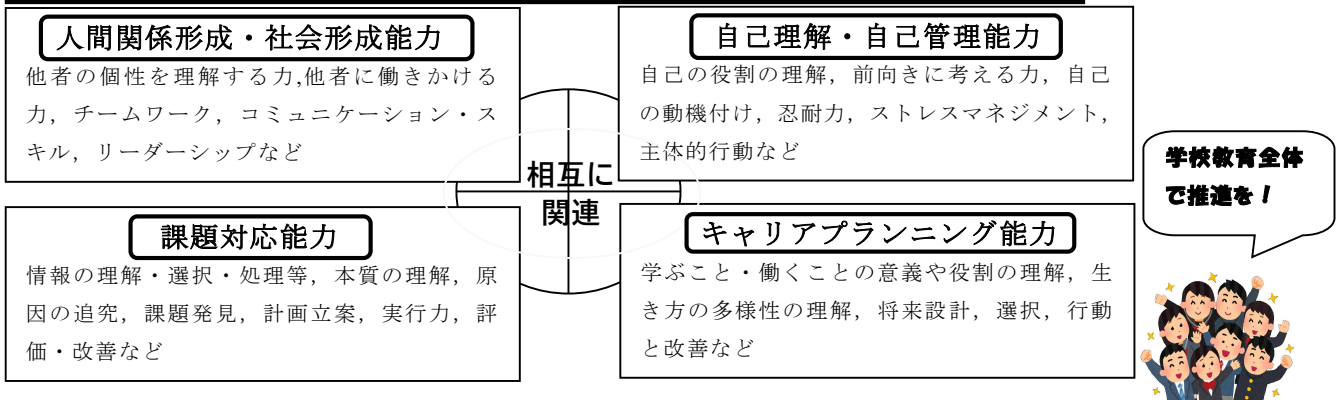 人間関係形成・社会形成能力
他者の個性を理解する力,他者に働きかける
力，チームワーク，コミュニケーション・ス
キル，リーダーシップなど
自己理解・自己管理能力
自己の役割の理解，前向きに考える力，自己
の動機付け，忍耐力，ストレスマネジメント，
主体的行動など
相互に
関連
課題対応能力
情報の理解・選択・処理等，本質の理解，原
因の追究，課題発見，計画立案，実行力，評
価・改善など
キャリアプランニング能力
学ぶこと・働くことの意義や役割の理解，生
き方の多様性の理解，将来設計，選択，行動
と改善など
学校教育全体
で推進を！